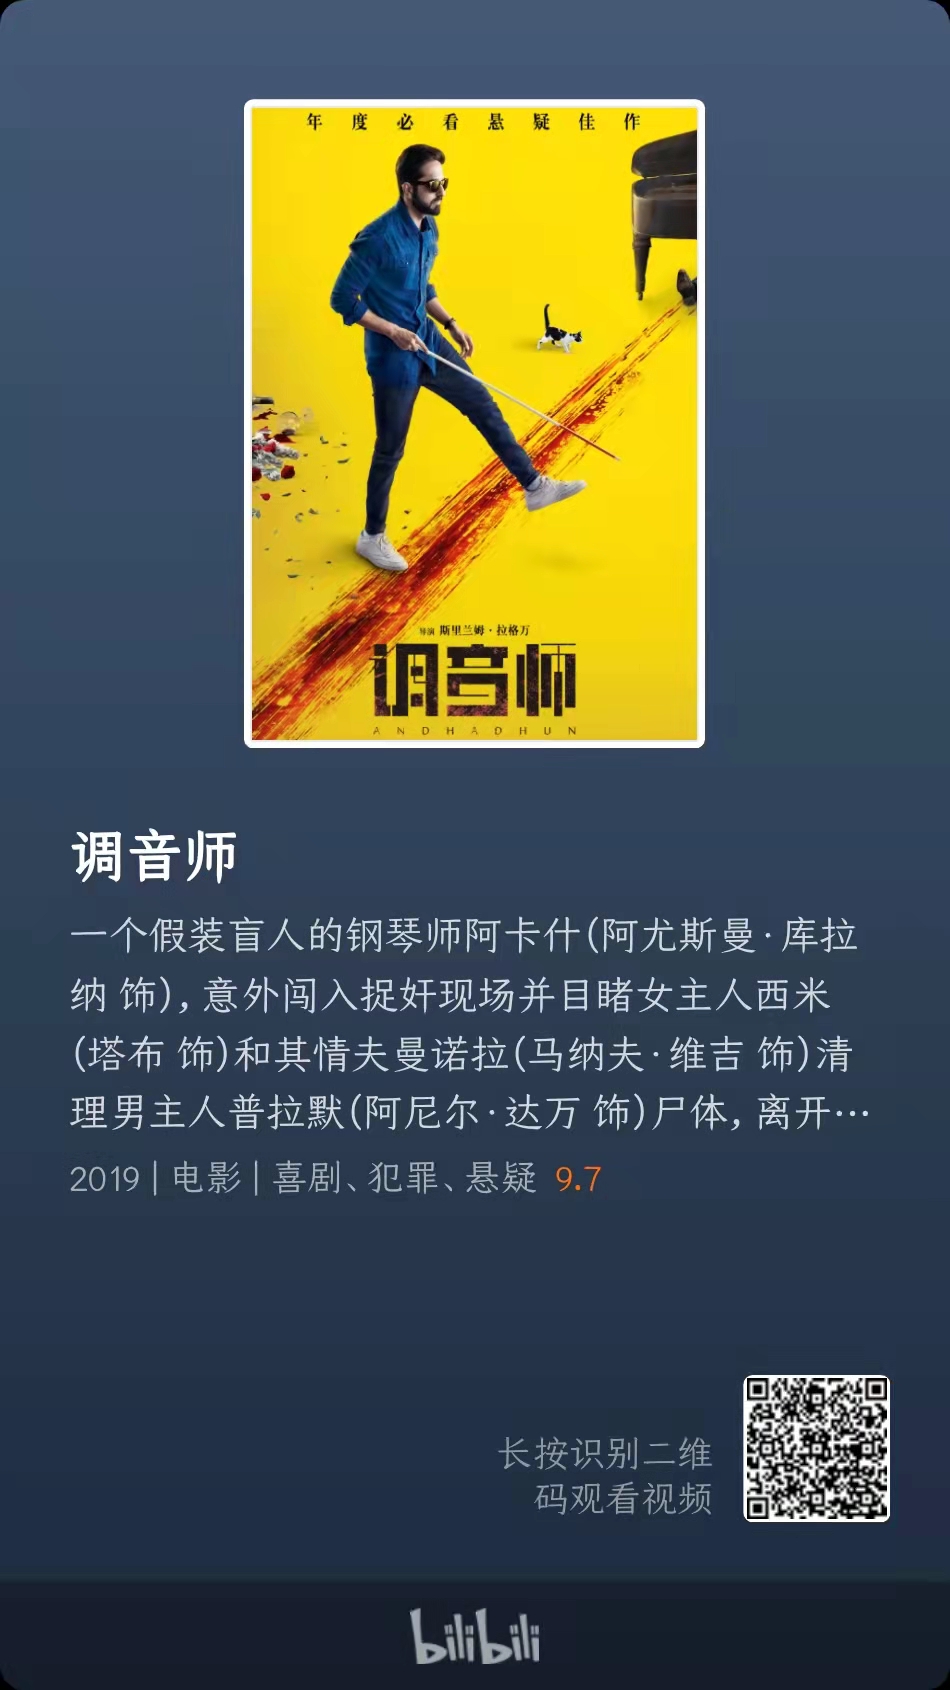 年度必看悬疑佳作
导演 斯里兰姆·拉格万
调音师
ANDHADHUN
调音师
一个假装盲人的钢琴师阿卡什(阿尤斯曼·库拉
纳 饰),意外闯入捉奸现场并目睹女主人西米
(塔布 饰)和其情夫曼诺拉(马纳夫·维吉 饰)清
理男主人普拉默(阿尼尔·达万 饰)尸体,离开…
2019 | 电影 | 喜剧、犯罪、悬疑 9.7
长按识别二维
码观看视频
bilibili